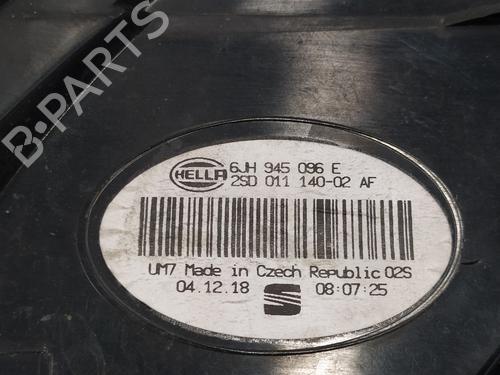 B-PARTS
HELLA
6JH 945 096 E
2SD 011 140-02 AF
UM7 Made in Czech Republic 02S
04.12.18
08:07:25